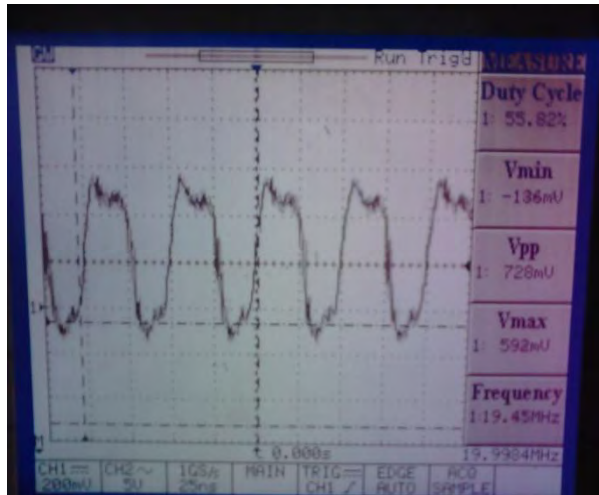 Run Trig'd
MEASURE
Duty Cycle
1: 55.82%
Vmin
1: -136mV
Vpp
1: 728mV
Vmax
1: 592mV
Frequency
1:19.45MHz
1
M
0.000s
19.9984MHz
CH1 CH2 1GS/s MAIN TRIG EDGE ACQ
200mV 5V 25ns CH1 AUTO SAMPLE